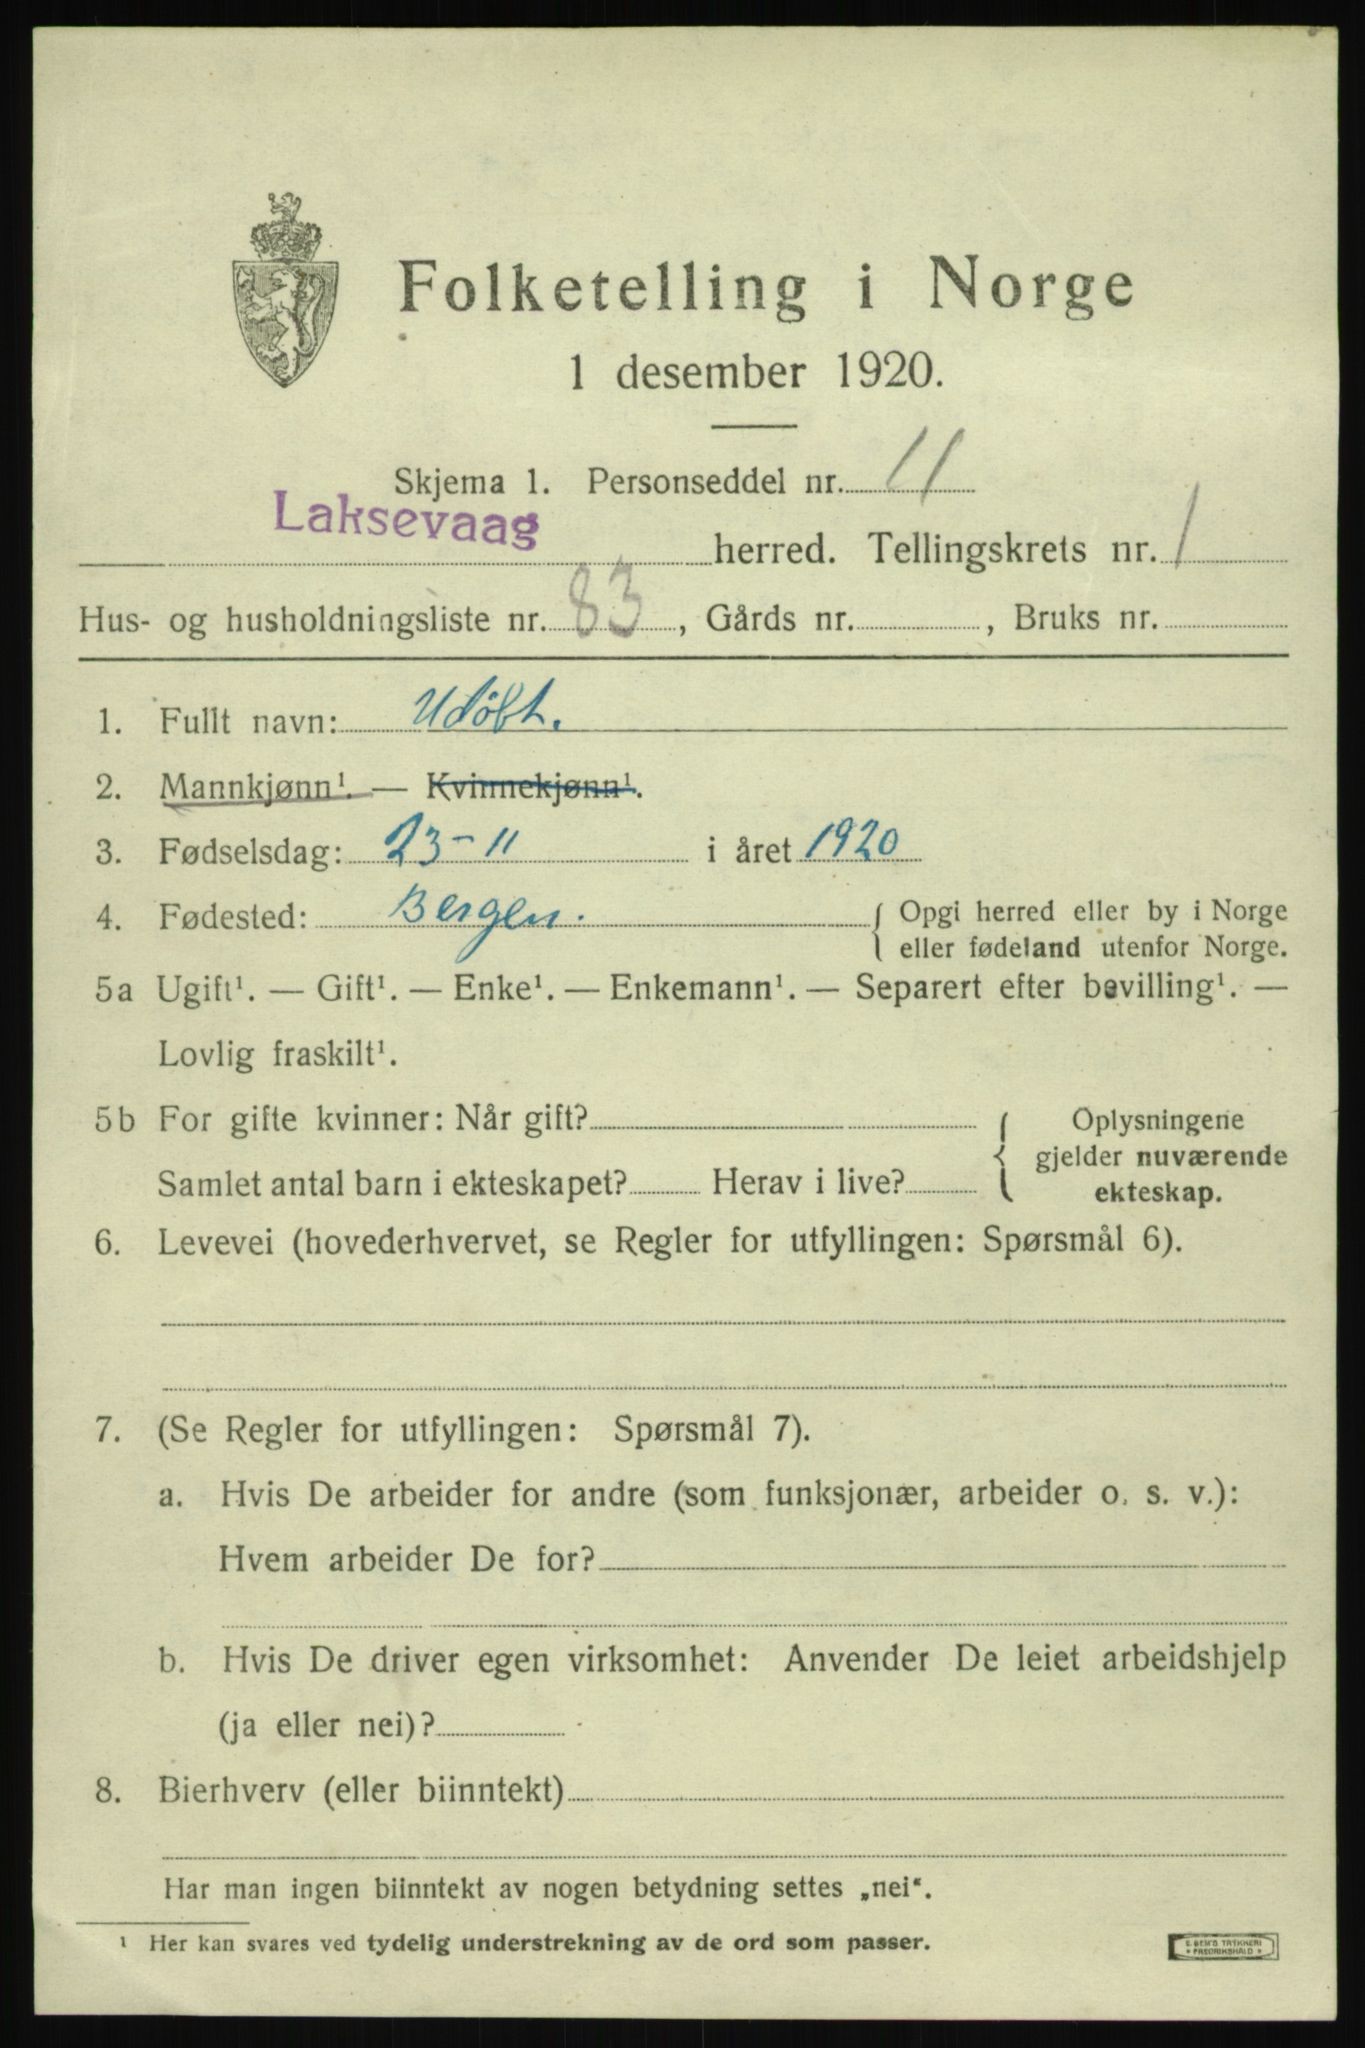 Folketelling i Norge
1 desember 1920.
Skjema 1. Personseddel nr. 11
Laksevaag herred. Tellingskrets nr. 1
Hus- og husholdningsliste nr. 83, Gårds nr. , Bruks nr.
1. Fullt navn: Udøbt.
2. Mannkjønn¹. — Kvinnekjønn¹.
3. Fødselsdag: 23-11 i året 1920
4. Fødested: Bergen. { Opgi herred eller by i Norge
eller fødeland utenfor Norge.
5a Ugift¹. — Gift¹. — Enke¹. — Enkemann¹. — Separert efter bevilling¹. —
Lovlig fraskilt¹.
5b For gifte kvinner: Når gift? { Oplysningene
gjelder nuværende
Samlet antal barn i ekteskapet? Herav i live? ekteskap.
6. Levevei (hovederhvervet, se Regler for utfyllingen: Spørsmål 6).
7. (Se Regler for utfyllingen: Spørsmål 7).
a. Hvis De arbeider for andre (som funksjonær, arbeider o. s. v.):
Hvem arbeider De for?
b. Hvis De driver egen virksomhet: Anvender De leiet arbeidshjelp
(ja eller nei)?
8. Bierhverv (eller biinntekt)
Har man ingen biinntekt av nogen betydning settes „nei“.
¹ Her kan svares ved tydelig understrekning av de ord som passer.
E. SEM'S TRYKKERI
* FREDRIKSHALD *